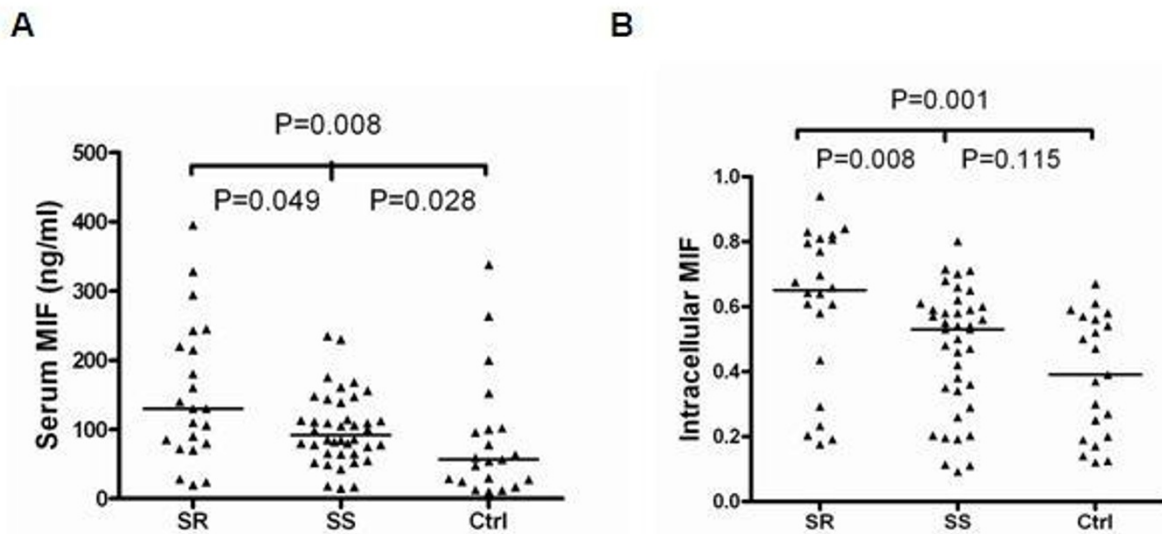 A
P=0.008
P=0.049 P=0.028
Serum MIF (ng/ml)
500
400
300
200
100
0
SR SS Ctrl
B
P=0.001
P=0.008 P=0.115
Intracellular MIF
1.0
0.8
0.6
0.4
0.2
0.0
SR SS Ctrl